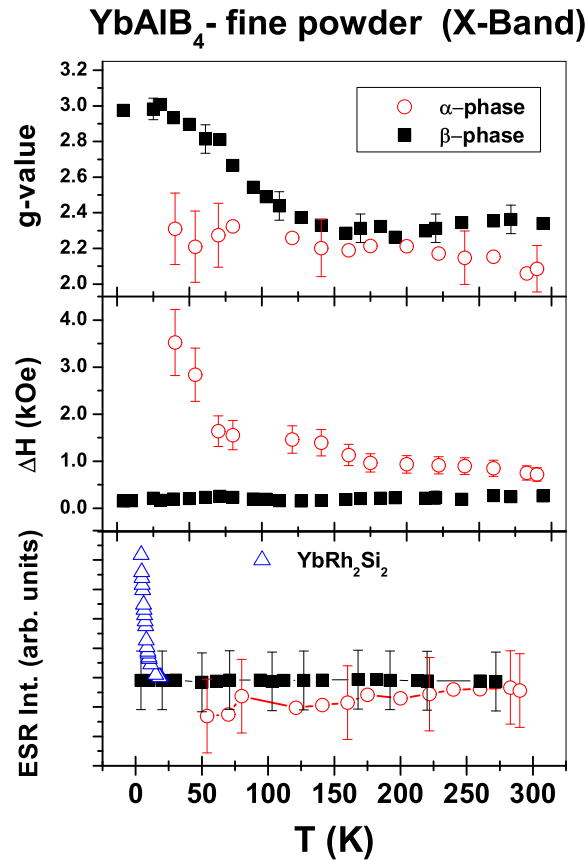 YbAlB₄- fine powder (X-Band)
3.2
3.0
2.8
2.6
2.4
2.2
2.0
g-value
α–phase
β–phase
4.0
3.0
2.0
1.0
0.0
ΔH (kOe)
YbRh₂Si₂
ESR Int. (arb. units)
0 50 100 150 200 250 300
T (K)